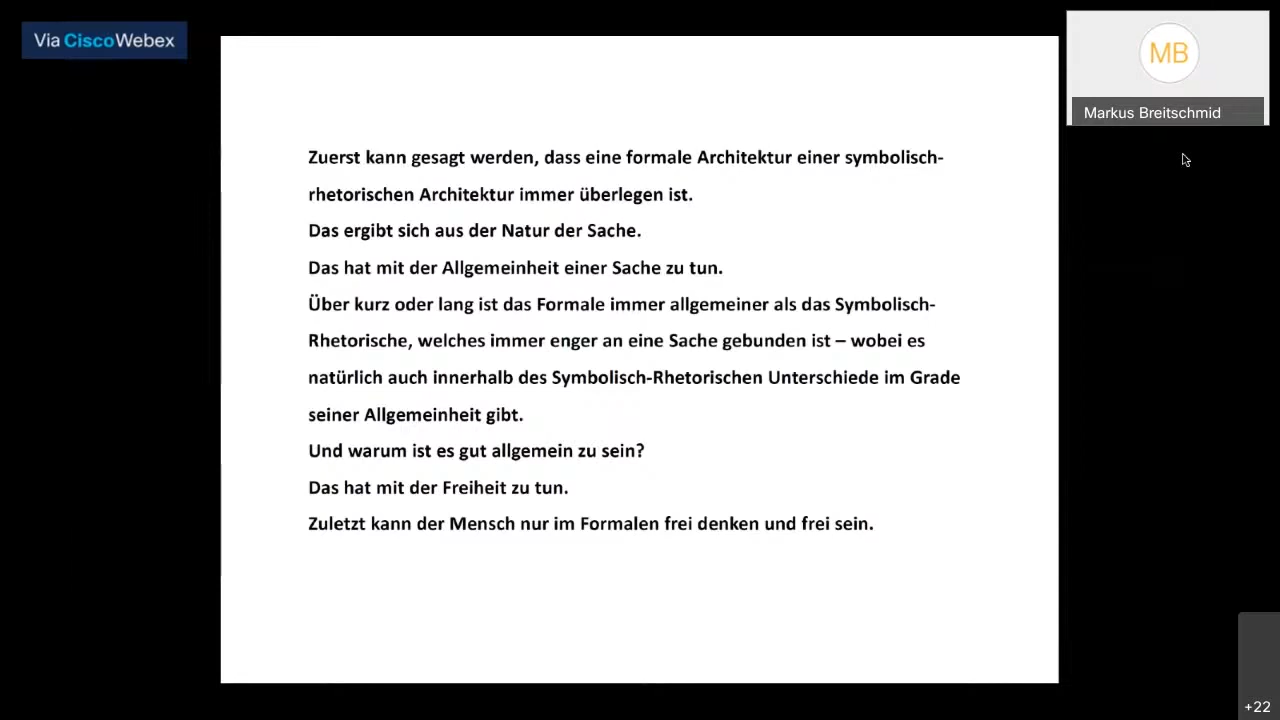 Via CiscoWebex
MB
Markus Breitschmid
Zuerst kann gesagt werden, dass eine formale Architektur einer symbolisch-
rhetorischen Architektur immer überlegen ist.
Das ergibt sich aus der Natur der Sache.
Das hat mit der Allgemeinheit einer Sache zu tun.
Über kurz oder lang ist das Formale immer allgemeiner als das Symbolisch-
Rhetorische, welches immer enger an eine Sache gebunden ist – wobei es
natürlich auch innerhalb des Symbolisch-Rhetorischen Unterschiede im Grade
seiner Allgemeinheit gibt.
Und warum ist es gut allgemein zu sein?
Das hat mit der Freiheit zu tun.
Zuletzt kann der Mensch nur im Formalen frei denken und frei sein.
+22